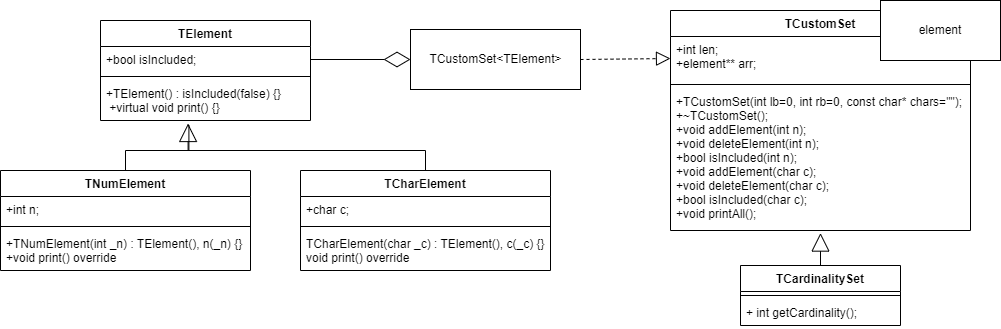 TElement
+bool isIncluded;
+TElement() : isIncluded(false) {}
+virtual void print() {}
TCustomSet<TElement>
TCustomSet
element
+int len;
+element** arr;
+TCustomSet(int lb=0, int rb=0, const char* chars="");
+~TCustomSet();
+void addElement(int n);
+void deleteElement(int n);
+bool isIncluded(int n);
+void addElement(char c);
+void deleteElement(char c);
+bool isIncluded(char c);
+void printAll();
TNumElement
+int n;
+TNumElement(int _n) : TElement(), n(_n) {}
+void print() override
TCharElement
+char c;
TCharElement(char _c) : TElement(), c(_c) {}
void print() override
TCardinalitySet
+ int getCardinality();